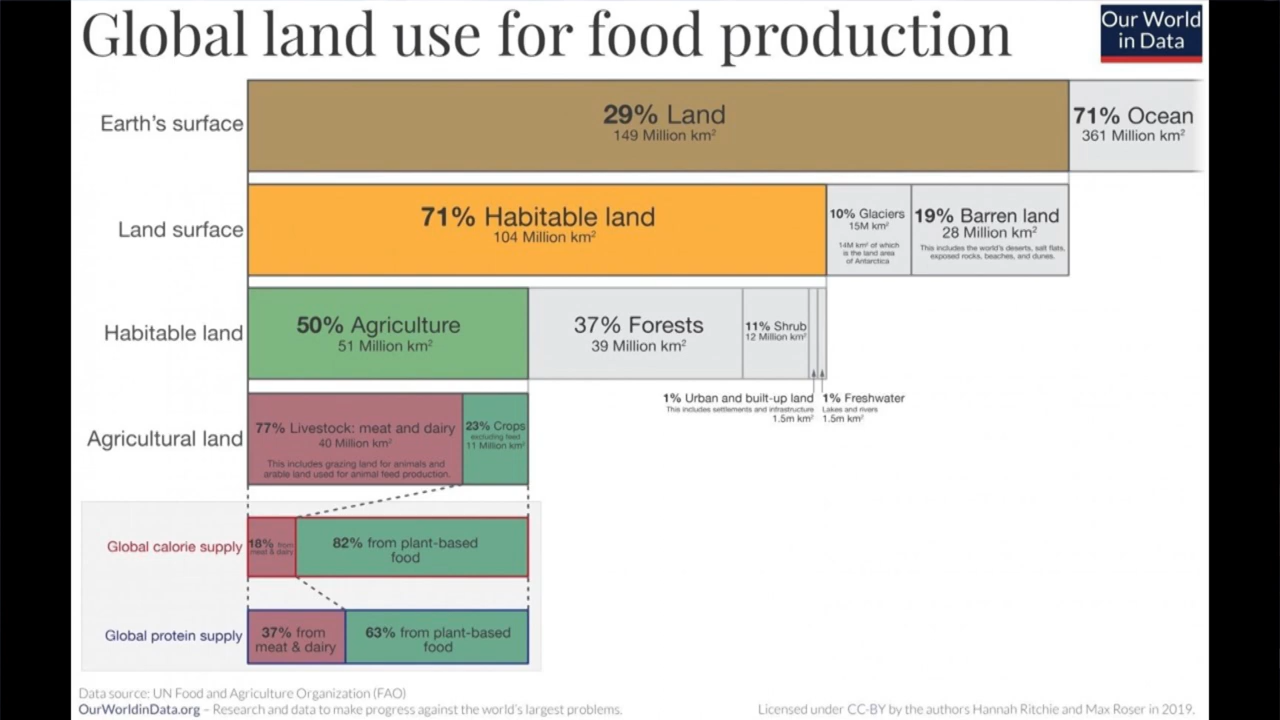 Global land use for food production
Our World
in Data
Earth's surface
29% Land
149 Million km²
71% Ocean
361 Million km²
Land surface
71% Habitable land
104 Million km²
10% Glaciers
15M km²
14M km² of which
is the land area
of Antarctica
19% Barren land
28 Million km²
This includes the world's deserts, salt flats,
exposed rocks, beaches, and dunes.
Habitable land
50% Agriculture
51 Million km²
37% Forests
39 Million km²
11% Shrub
12 Million km²
1% Urban and built-up land
This includes settlements and infrastructure
1.5m km²
1% Freshwater
Lakes and rivers
1.5m km²
Agricultural land
77% Livestock: meat and dairy
40 Million km²
This includes grazing land for animals and
arable land used for animal feed production.
23% Crops
excluding feed
11 Million km²
Global calorie supply
18% from
meat & dairy
82% from plant-based
food
Global protein supply
37% from
meat & dairy
63% from plant-based
food
Data source: UN Food and Agriculture Organization (FAO)
OurWorldinData.org – Research and data to make progress against the world's largest problems.
Licensed under CC-BY by the authors Hannah Ritchie and Max Roser in 2019.